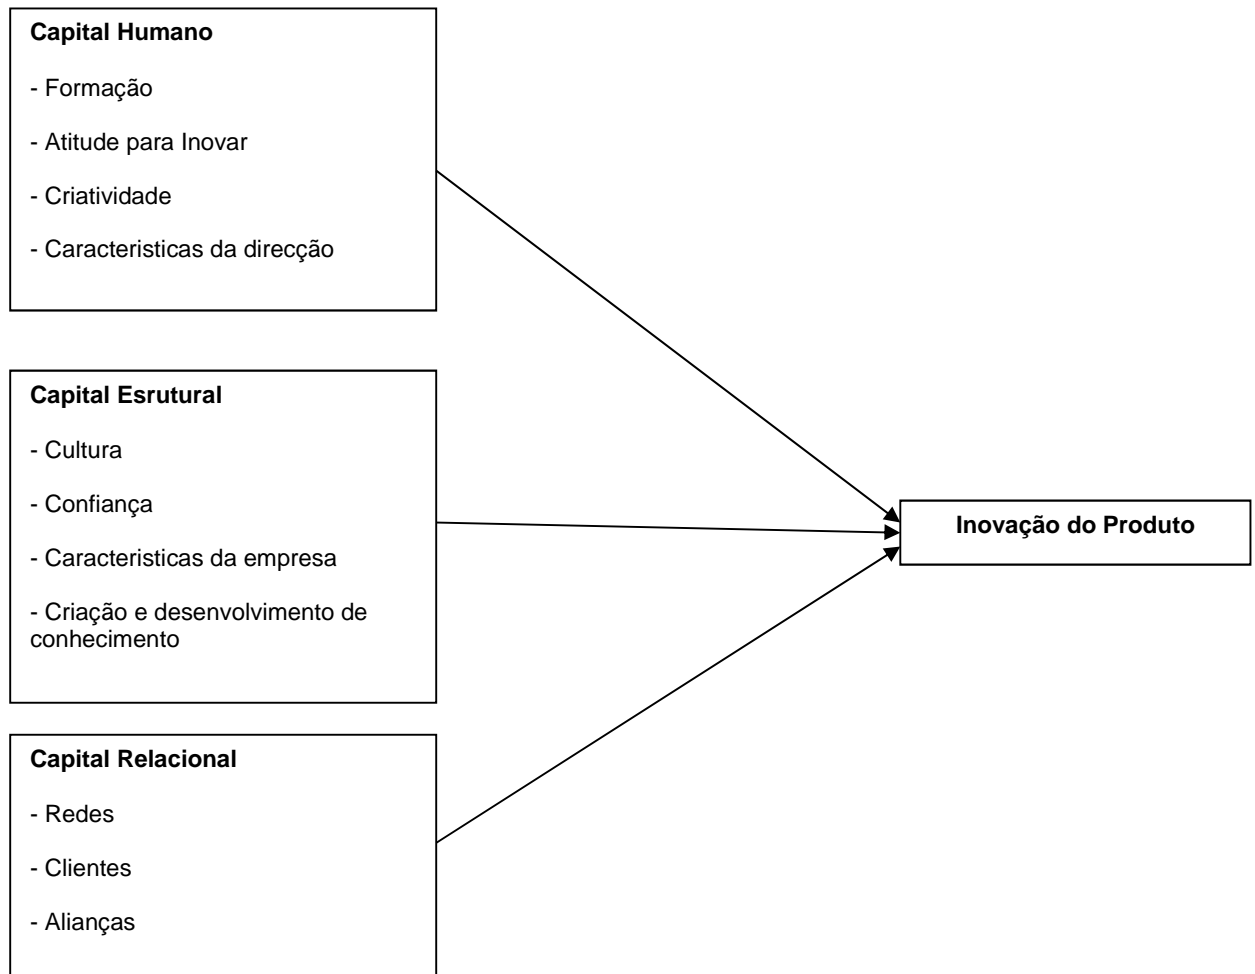 Capital Humano
- Formação
- Atitude para Inovar
- Criatividade
- Caracteristicas da direcção
Capital Esrutural
- Cultura
- Confiança
- Caracteristicas da empresa
- Criação e desenvolvimento de
conhecimento
Capital Relacional
- Redes
- Clientes
- Alianças
Inovação do Produto